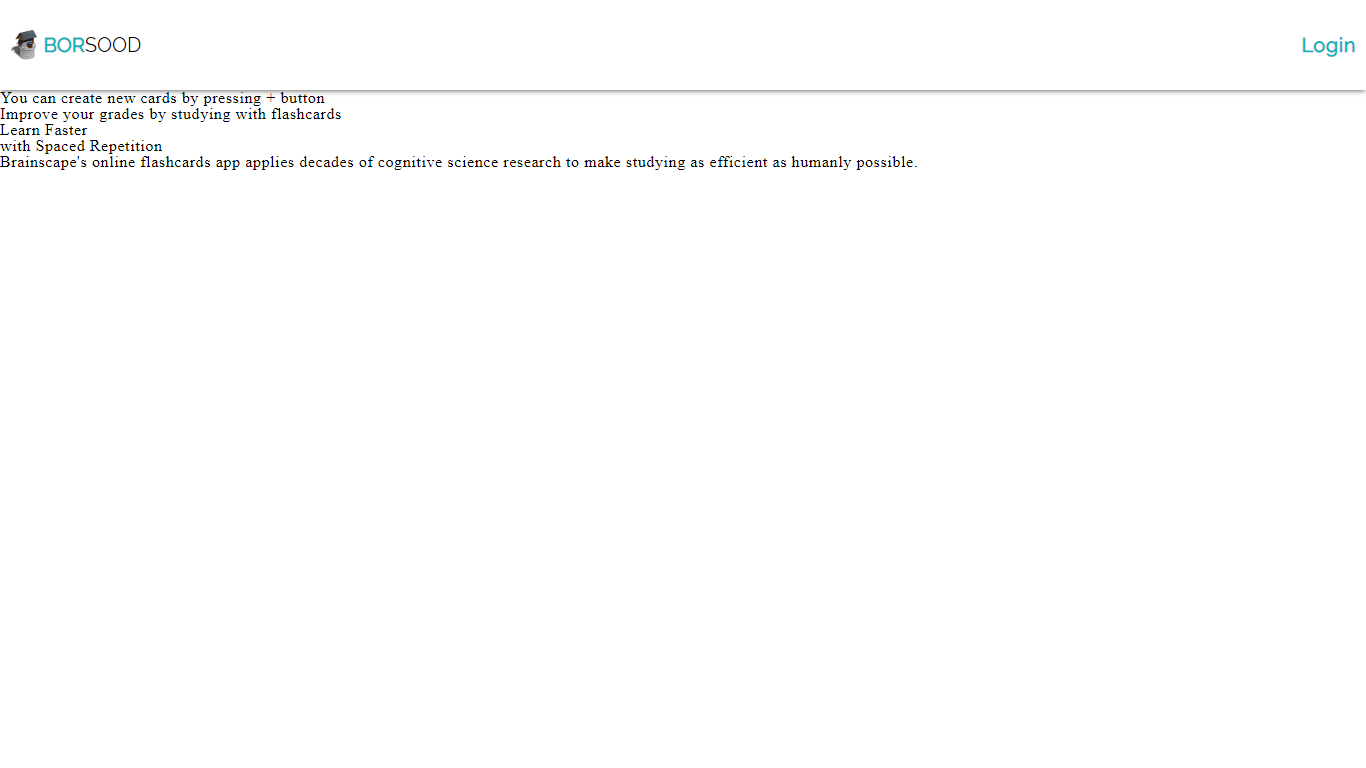 BORSOOD
Login
You can create new cards by pressing + button
Improve your grades by studying with flashcards
Learn Faster
with Spaced Repetition
Brainscape's online flashcards app applies decades of cognitive science research to make studying as efficient as humanly possible.